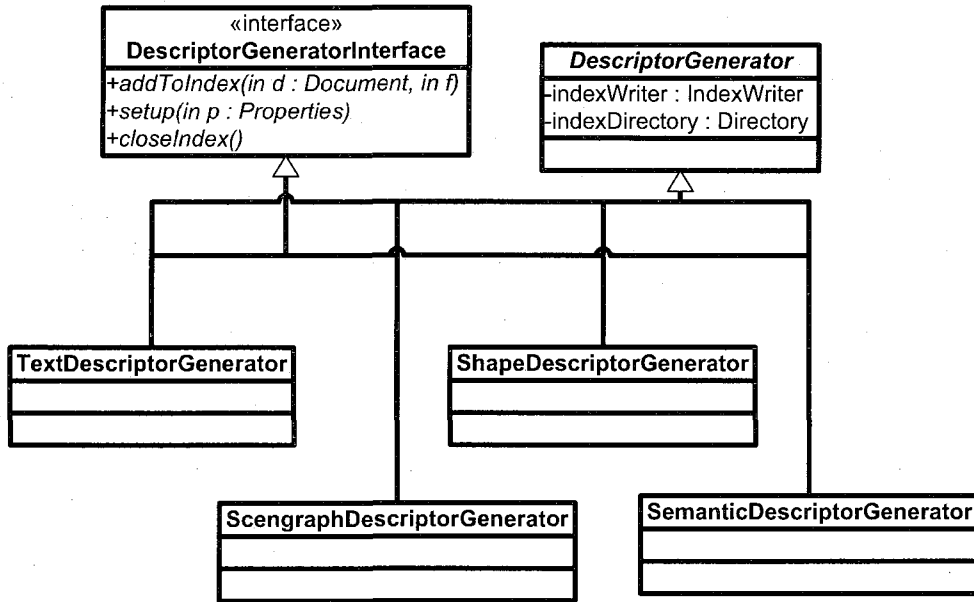 «interface»
DescriptorGeneratorInterface
+addToIndex(in d : Document, in f)
+setup(in p : Properties)
+closeIndex()
DescriptorGenerator
-indexWriter : IndexWriter
-indexDirectory : Directory
TextDescriptorGenerator
ShapeDescriptorGenerator
ScengraphDescriptorGenerator
SemanticDescriptorGenerator